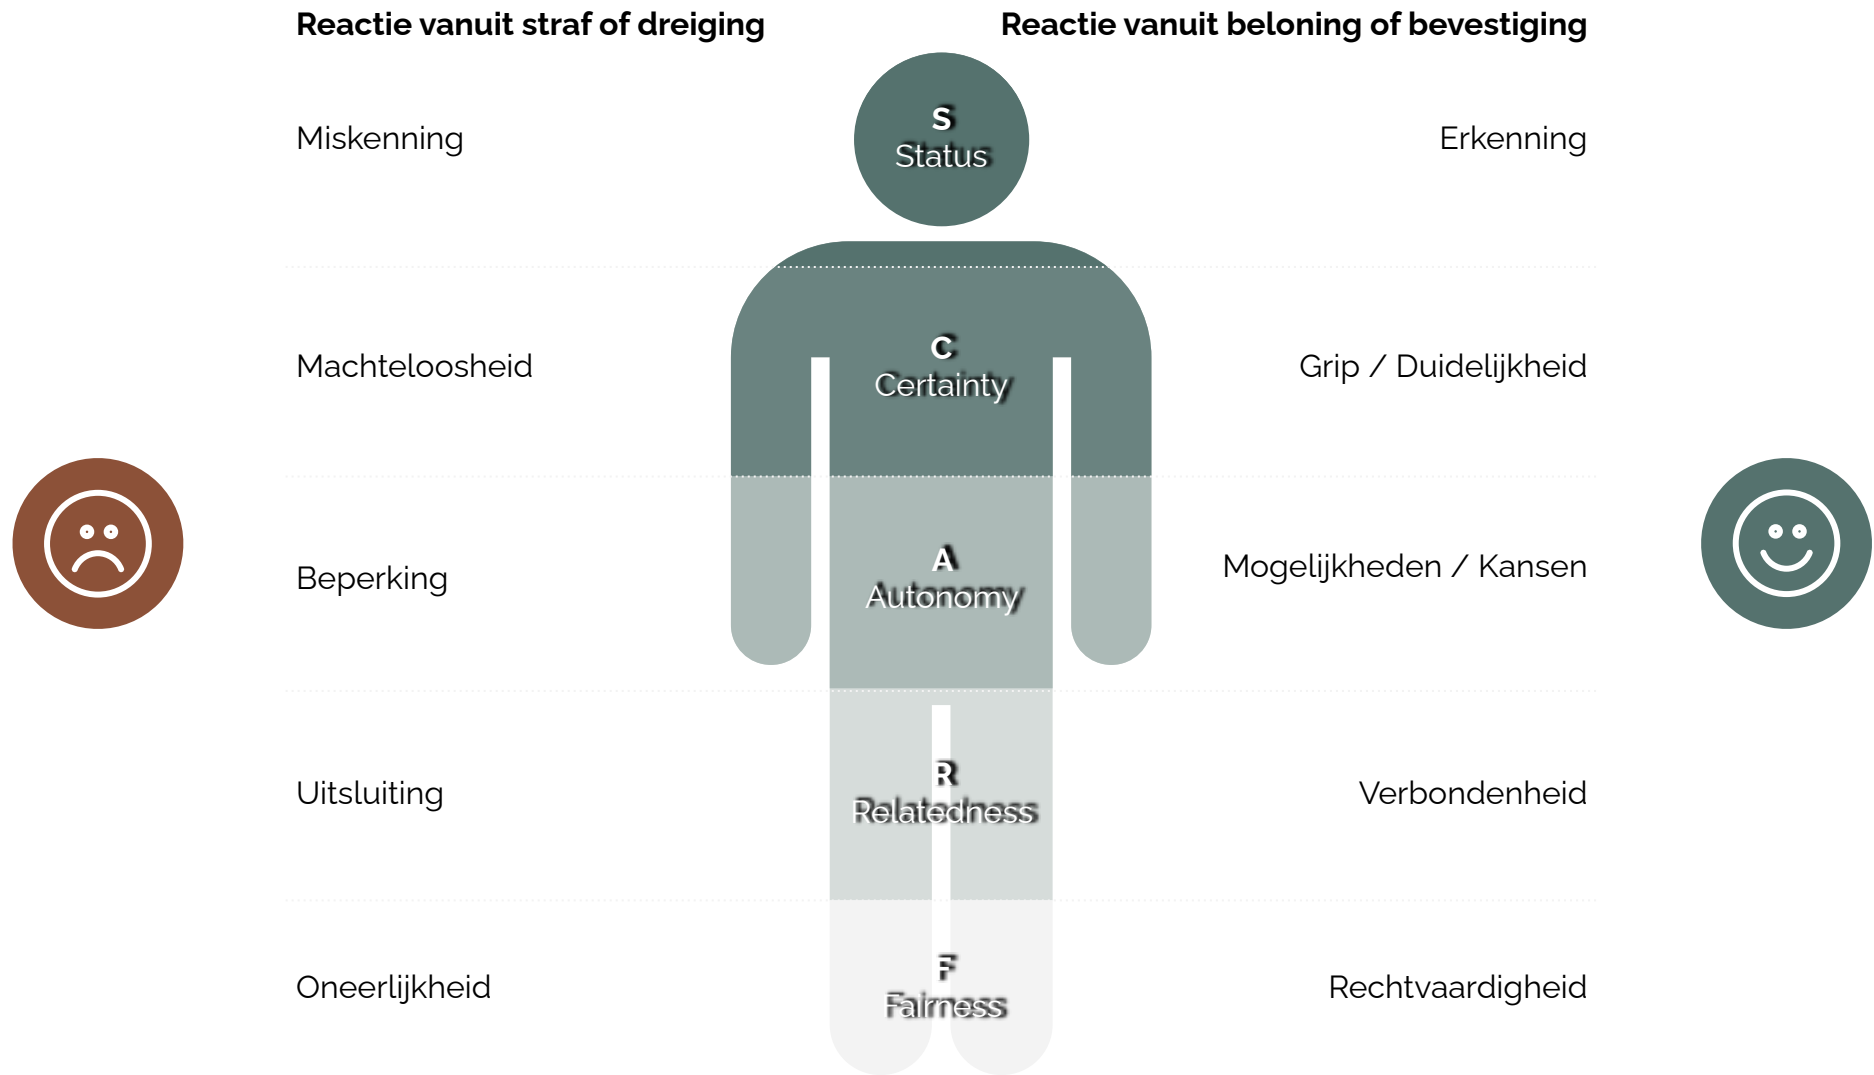 Reactie vanuit straf of dreiging
Reactie vanuit beloning of bevestiging
Miskenning
S
Status
Erkenning
Machteloosheid
C
Certainty
Grip / Duidelijkheid
Beperking
A
Autonomy
Mogelijkheden / Kansen
Uitsluiting
R
Relatedness
Verbondenheid
Oneerlijkheid
F
Fairness
Rechtvaardigheid